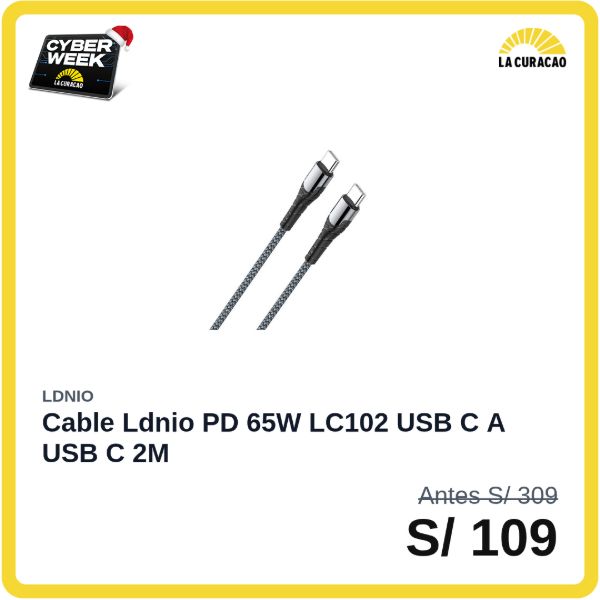 CYBER
WEEK
LA CURACAO
LA CURACAO
LDNIO
Cable Ldnio PD 65W LC102 USB C A
USB C 2M
Antes S/ 309
S/ 109